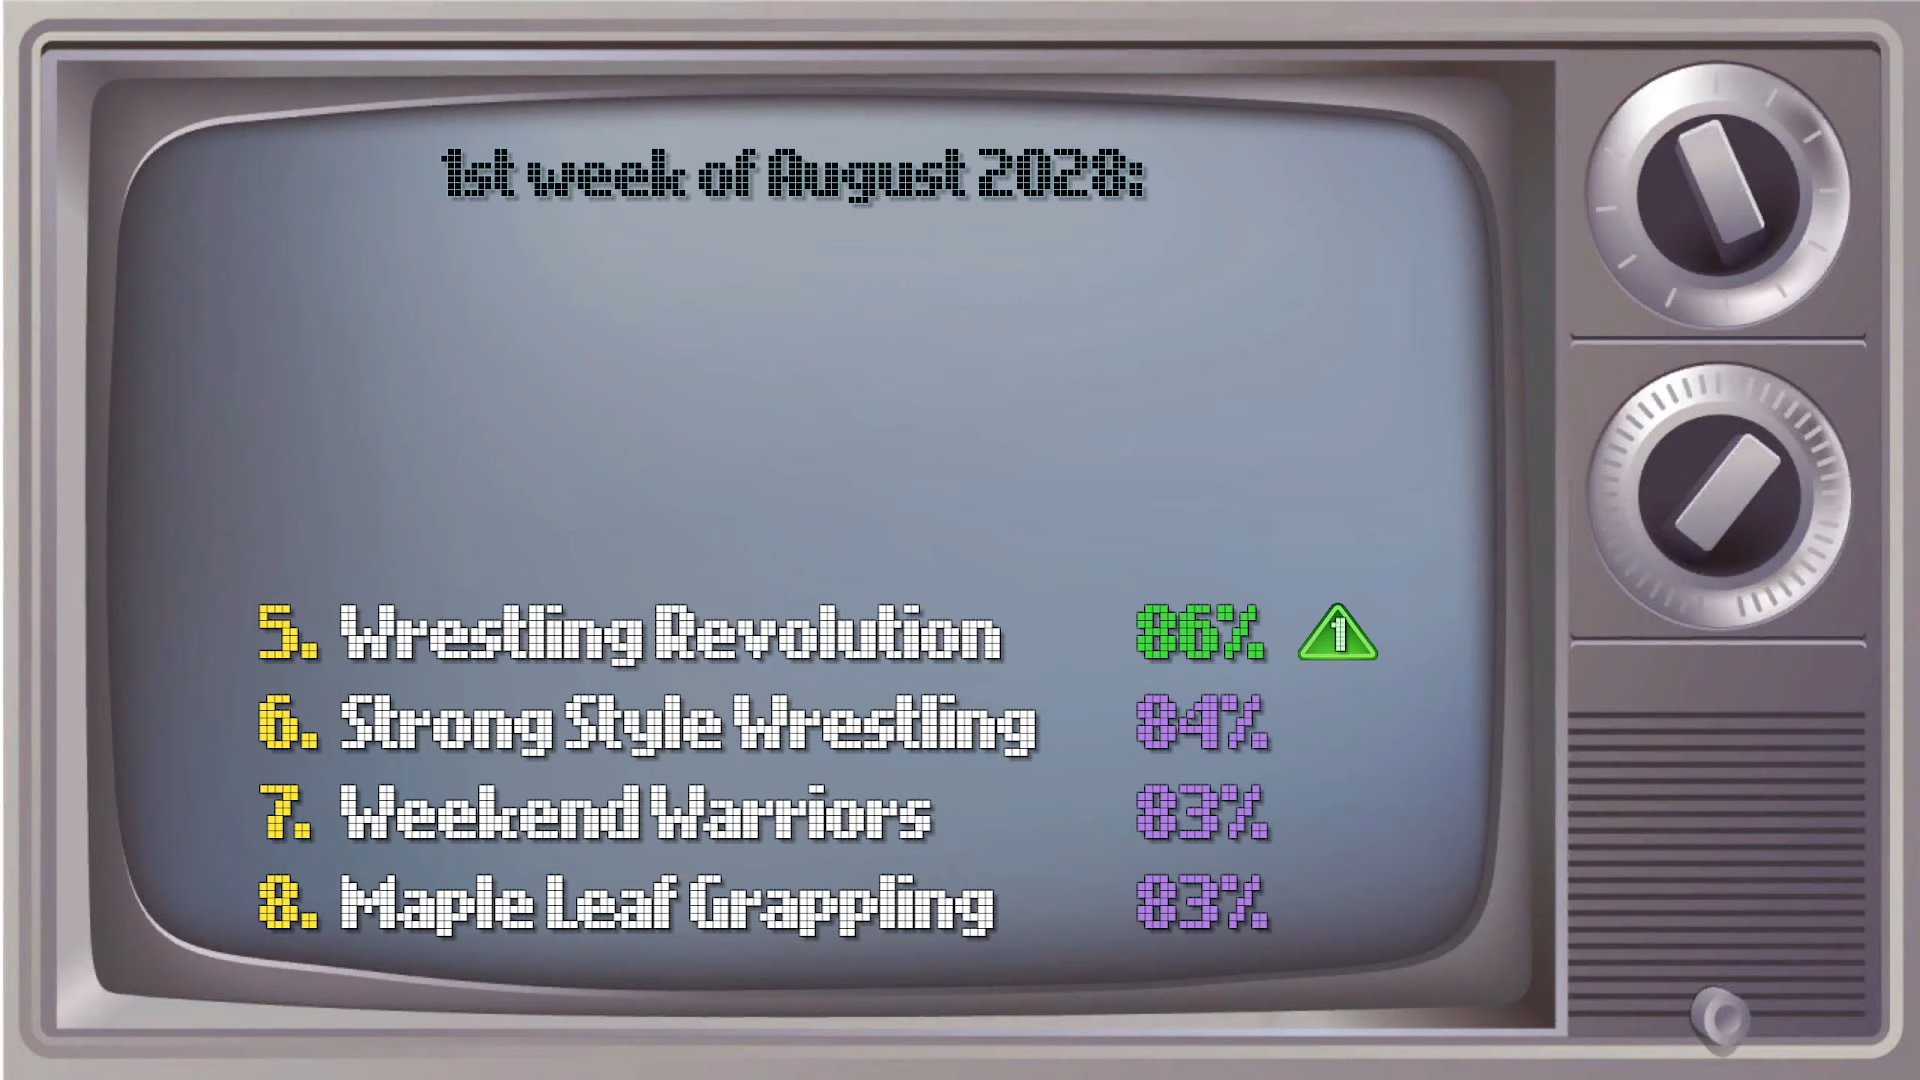 1st week of August 2028:
5. Wrestling Revolution 86% 1
6. Strong Style Wrestling 84%
7. Weekend Warriors 83%
8. Maple Leaf Grappling 83%